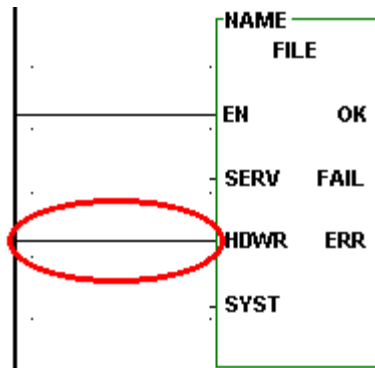 NAME
FILE
EN OK
SERV FAIL
HDWR ERR
SYST